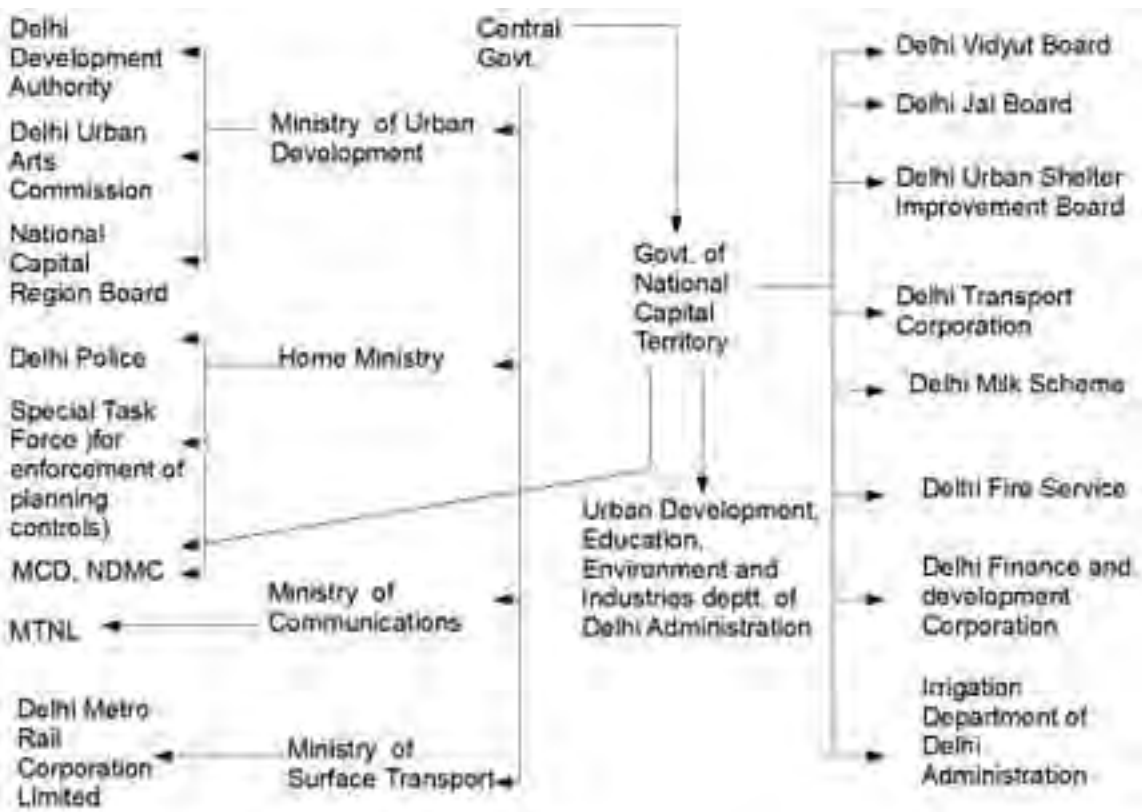 Delhi
Development
Authority
Delhi Urban
Arts
Commission
National
Capital
Region Board
Delhi Police
Special Task
Force )for
enforcement of
planning
controls)
MCD, NDMC
MTNL
Delhi Metro
Rail
Corporation
Limited
Central
Govt.
Ministry of Urban
Development
Home Ministry
Ministry of
Communications
Ministry of
Surface Transport
Govt. of
National
Capital
Territory
Urban Development,
Education,
Environment and
Industries deptt. of
Delhi Administration
Delhi Vidyut Board
Delhi Jal Board
Delhi Urban Shelter
Improvement Board
Delhi Transport
Corporation
Delhi Milk Scheme
Delhi Fire Service
Delhi Finance and
development
Corporation
Irrigation
Department of
Delhi
Administration